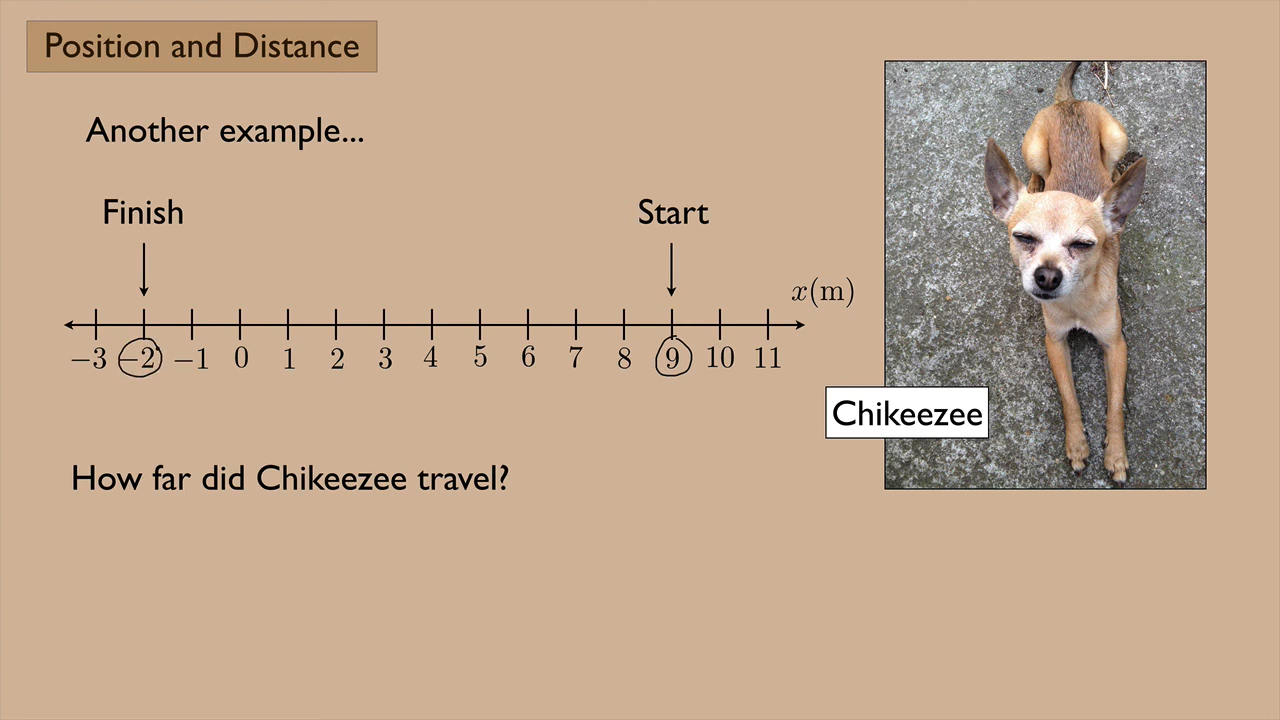 Position and Distance
Another example...
Finish
Start
x(m)
−3 −2 −1 0 1 2 3 4 5 6 7 8 9 10 11
Chikeezee
How far did Chikeezee travel?